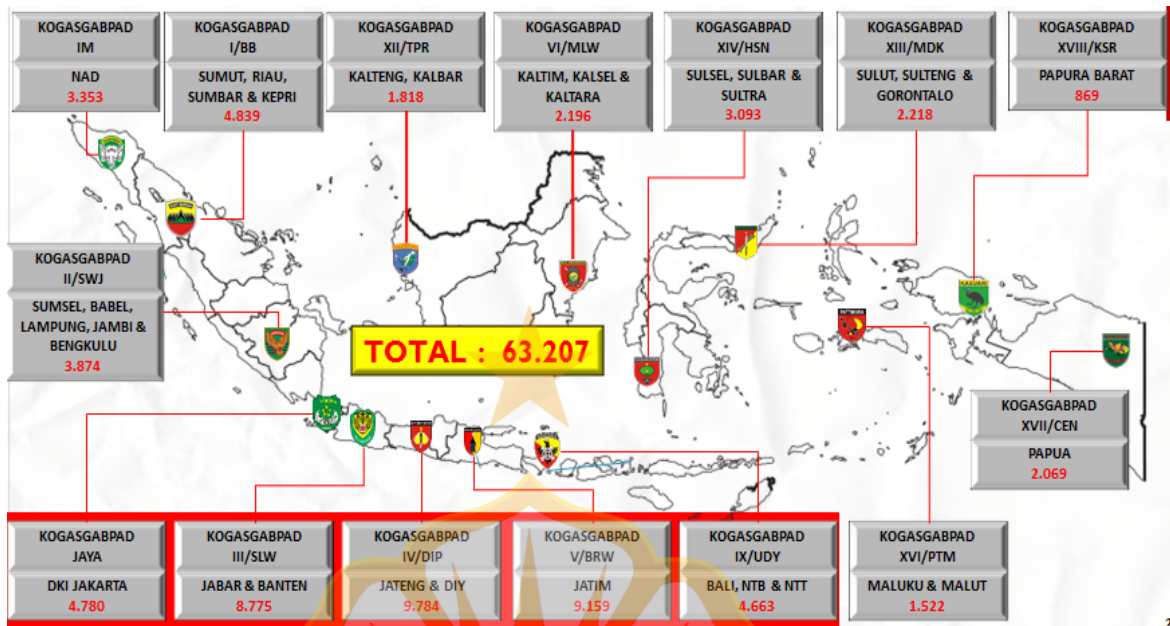 KOGASGABPAD
IM
NAD
3.353
KOGASGABPAD
I/BB
SUMUT, RIAU,
SUMBAR & KEPRI
4.839
KOGASGABPAD
XII/TPR
KALTENG, KALBAR
1.818
KOGASGABPAD
VI/MLW
KALTIM, KALSEL &
KALTARA
2.196
KOGASGABPAD
XIV/HSN
SULSEL, SULBAR &
SULTRA
3.093
KOGASGABPAD
XIII/MDK
SULUT, SULTENG &
GORONTALO
2.218
KOGASGABPAD
XVIII/KSR
PAPURA BARAT
869
KOGASGABPAD
II/SWJ
SUMSEL, BABEL,
LAMPUNG, JAMBI &
BENGKULU
3.874
TOTAL : 63.207
KASUARI
PATTIMURA
KOGASGABPAD
XVII/CEN
PAPUA
2.069
KOGASGABPAD
JAYA
DKI JAKARTA
4.780
KOGASGABPAD
III/SLW
JABAR & BANTEN
8.775
KOGASGABPAD
IV/DIP
JATENG & DIY
9.784
KOGASGABPAD
V/BRW
JATIM
9.159
KOGASGABPAD
IX/UDY
BALI, NTB & NTT
4.663
KOGASGABPAD
XVI/PTM
MALUKU & MALUT
1.522